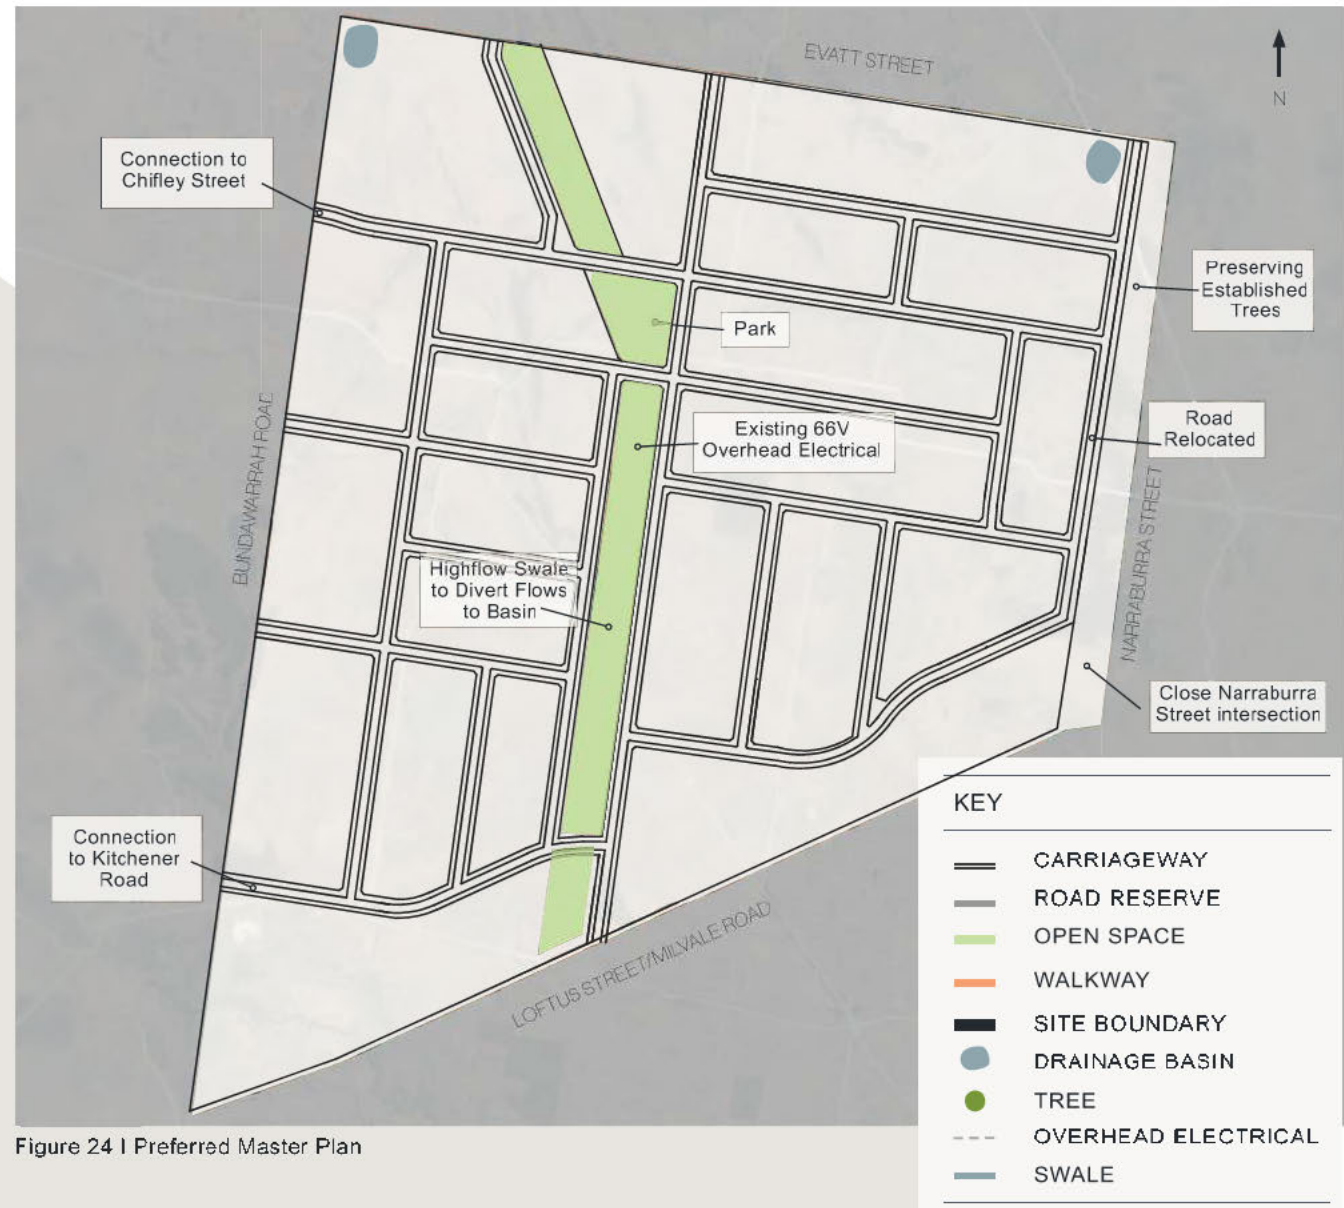 EVATT STREET
N
Connection to
Chifley Street
Preserving
Established
Trees
Park
BUNDAWARRAH ROAD
Road
Relocated
Existing 66V
Overhead Electrical
NARRABURRA STREET
Highflow Swale
to Divert Flows
to Basin
Close Narraburra
Street intersection
Connection
to Kitchener
Road
LOFTUS STREET/MILVALE ROAD
KEY
CARRIAGEWAY
ROAD RESERVE
OPEN SPACE
WALKWAY
SITE BOUNDARY
DRAINAGE BASIN
TREE
OVERHEAD ELECTRICAL
SWALE
Figure 24 I Preferred Master Plan